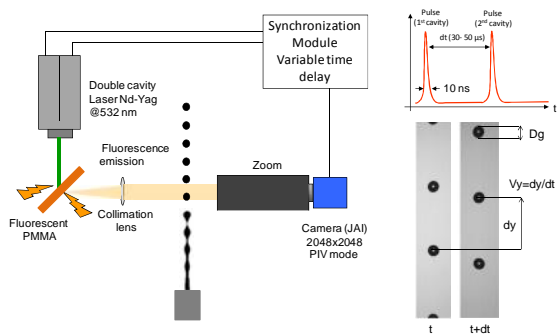 Synchronization
Module
Variable time
delay
Double cavity
Laser Nd-Yag
@532 nm
Fluorescence
emission
Zoom
Fluorescent
PMMA
Collimation
lens
Camera (JAI)
2048x2048
PIV mode
Pulse
(1st cavity)
Pulse
(2nd cavity)
dt (30- 50 µs)
10 ns
t
Dg
Vy=dy/dt
dy
t
t+dt